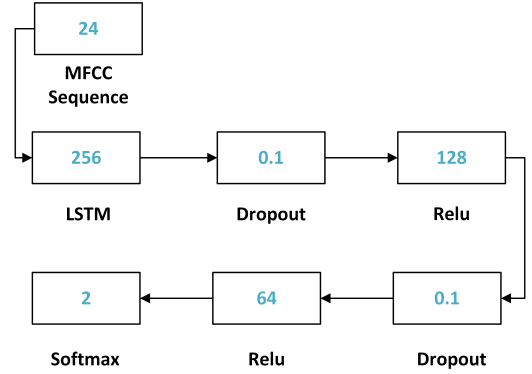 24
MFCC
Sequence
256
0.1
128
LSTM
Dropout
Relu
2
64
0.1
Softmax
Relu
Dropout